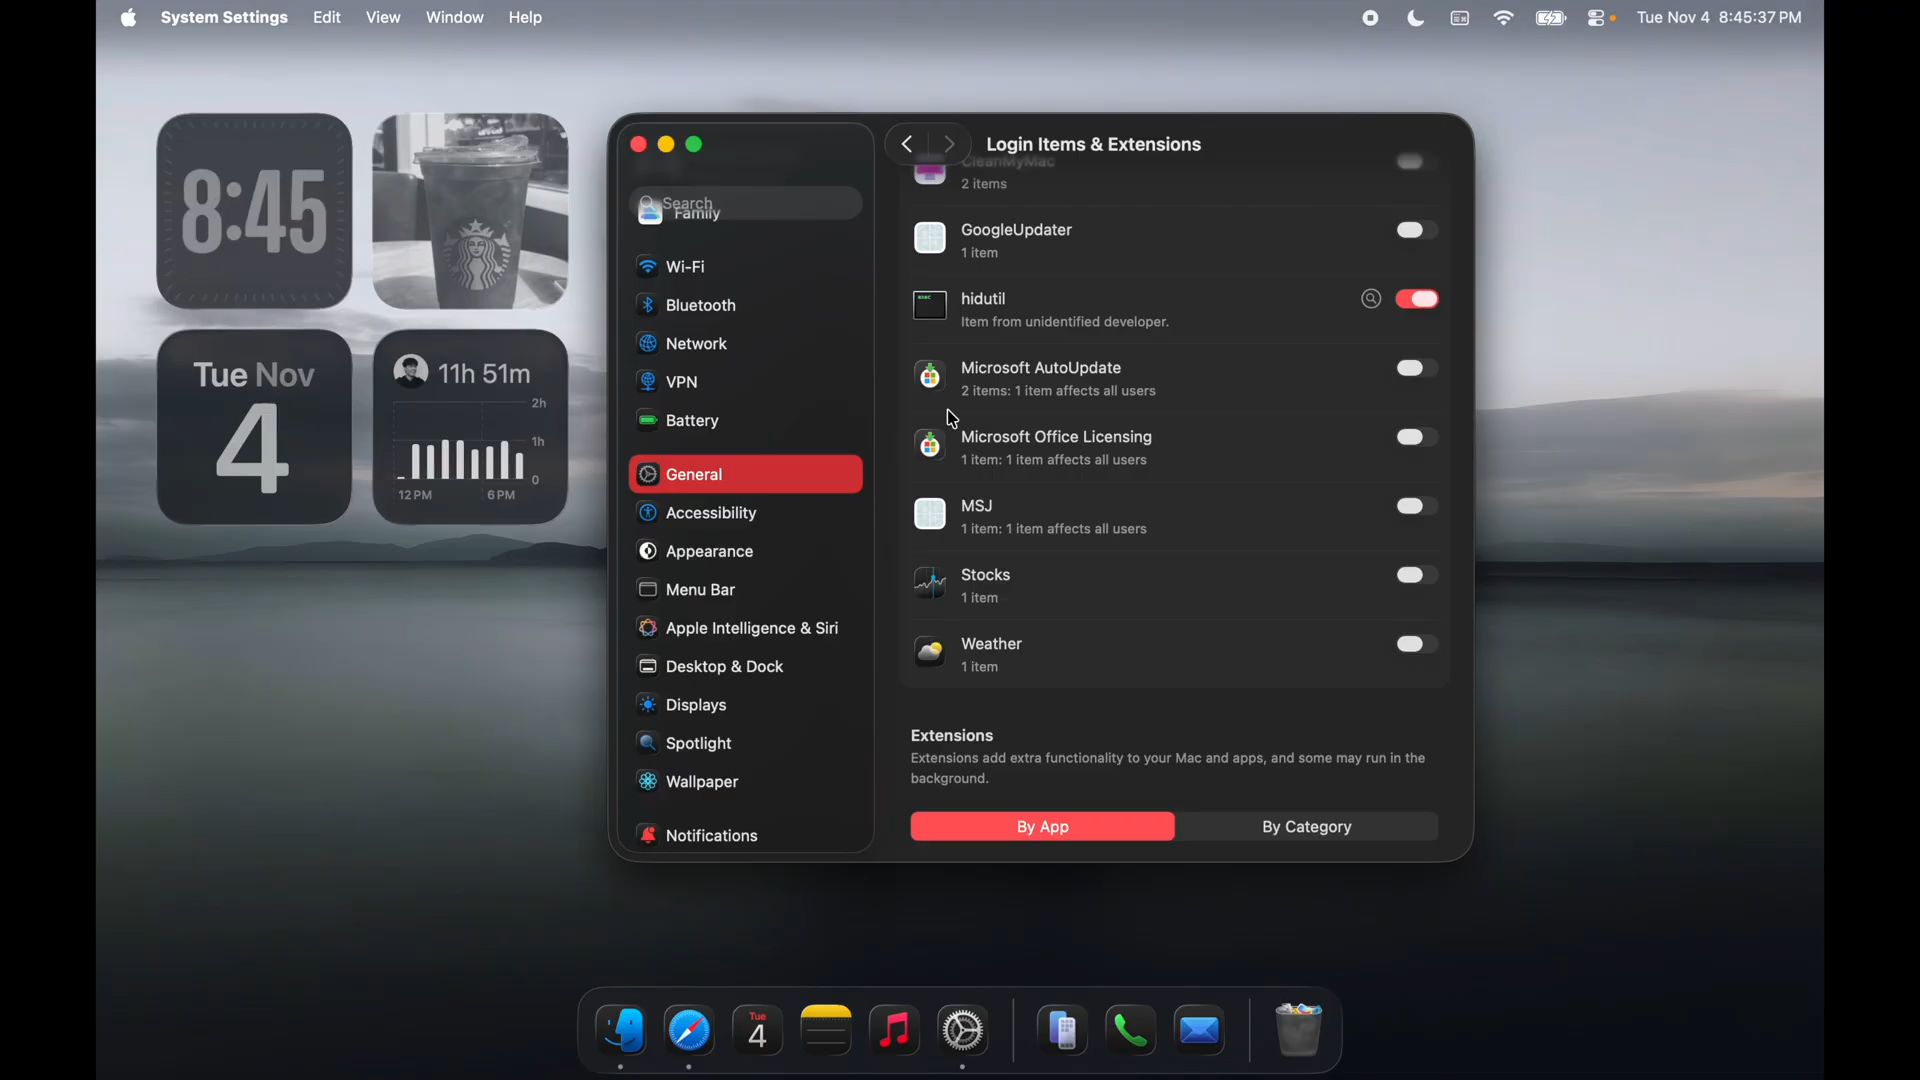 System Settings Edit View Window Help
Tue Nov 4 8:45:37 PM
8:45
Tue Nov
4
11h 51m
2h
1h
0
12 PM 6 PM
Search
Family
Wi-Fi
Bluetooth
Network
VPN
Battery
General
Accessibility
Appearance
Menu Bar
Apple Intelligence & Siri
Desktop & Dock
Displays
Spotlight
Wallpaper
Notifications
Login Items & Extensions
CleanMyMac
2 items
GoogleUpdater
1 item
hidutil
Item from unidentified developer.
Microsoft AutoUpdate
2 items: 1 item affects all users
Microsoft Office Licensing
1 item: 1 item affects all users
MSJ
1 item: 1 item affects all users
Stocks
1 item
Weather
1 item
Extensions
Extensions add extra functionality to your Mac and apps, and some may run in the
background.
By App By Category
Tue
4